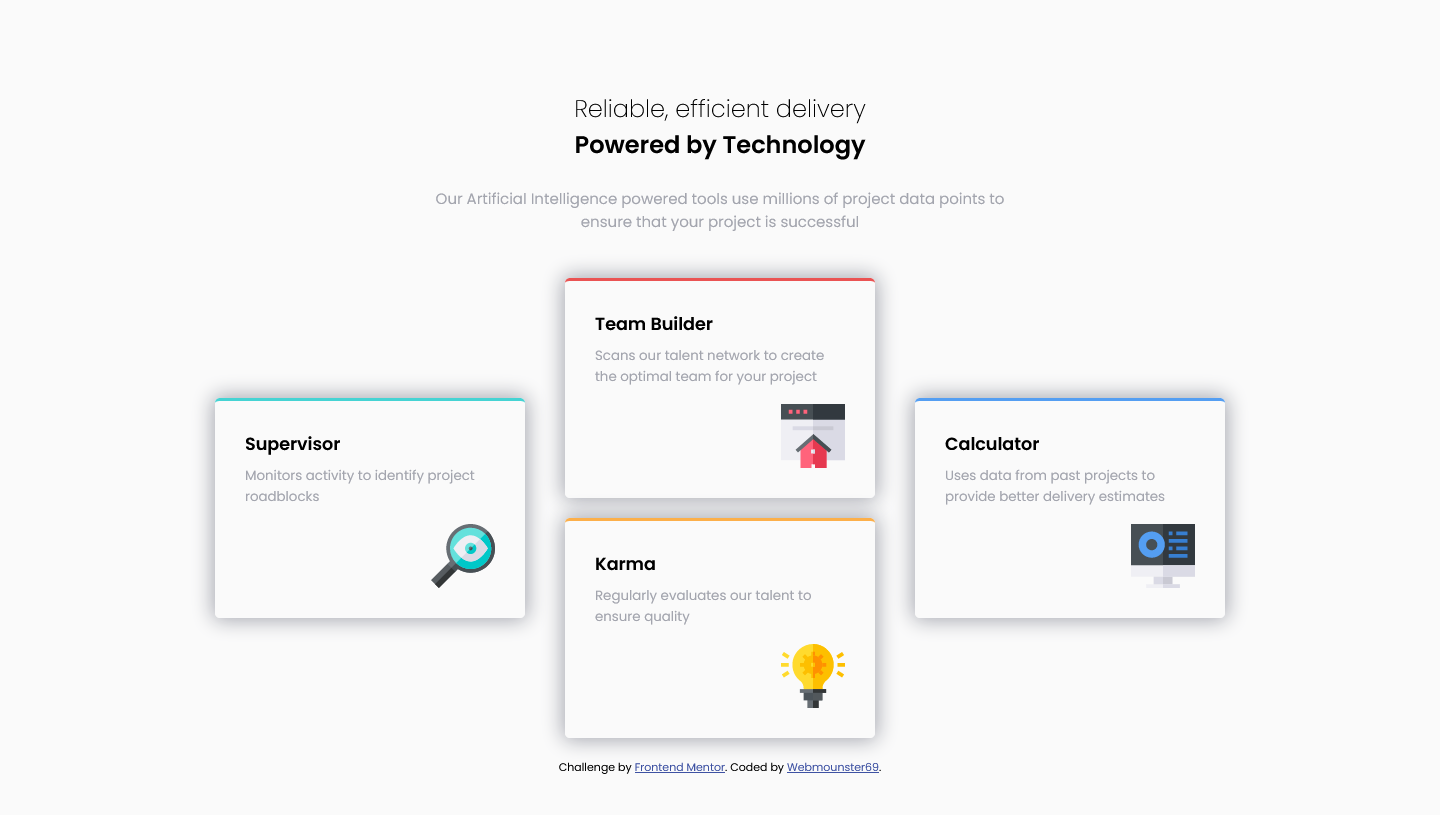 Reliable, efficient delivery
Powered by Technology
Our Artificial Intelligence powered tools use millions of project data points to
ensure that your project is successful
Supervisor
Monitors activity to identify project
roadblocks
Team Builder
Scans our talent network to create
the optimal team for your project
Karma
Regularly evaluates our talent to
ensure quality
Calculator
Uses data from past projects to
provide better delivery estimates
Challenge by Frontend Mentor. Coded by Webmounster69.